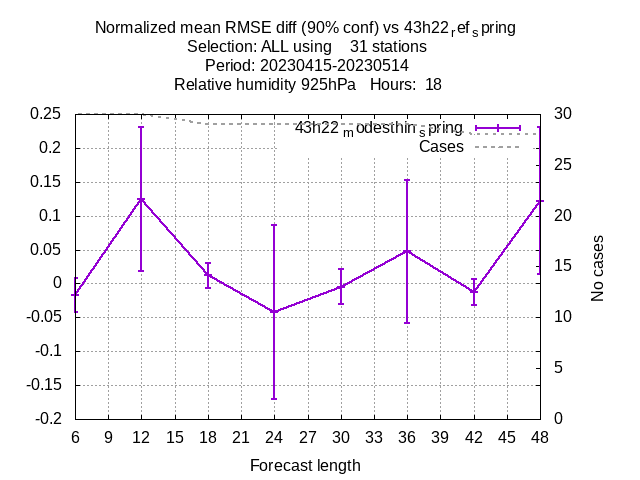 Normalized mean RMSE diff (90% conf) vs 43h22refspring
Selection: ALL using 31 stations
Period: 20230415-20230514
Relative humidity 925hPa Hours: 18
0.25
0.2
0.15
0.1
0.05
0
-0.05
-0.1
-0.15
-0.2
30
25
20
15
10
5
0
43h22modesthinspring
Cases
No cases
6 9 12 15 18 21 24 27 30 33 36 39 42 45 48
Forecast length